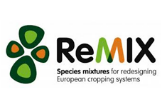 ReMIX
Species mixtures for redesigning
European cropping systems